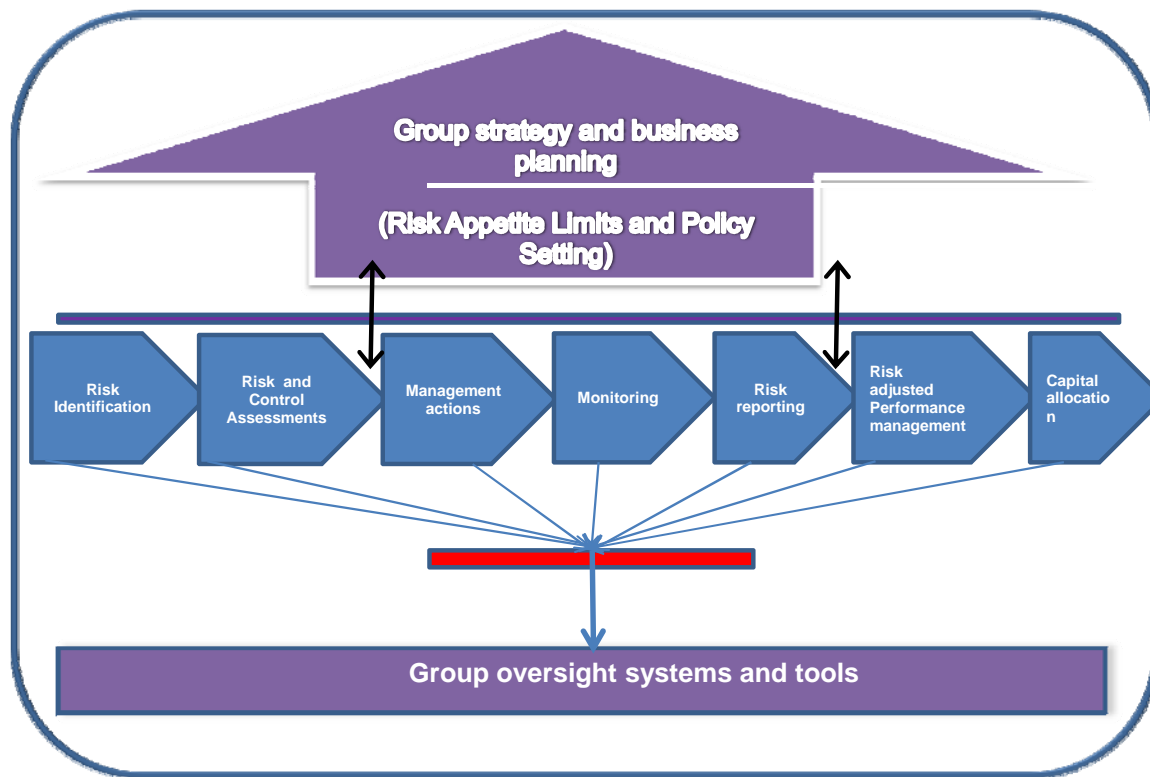 Group strategy and business
planning
(Risk Appetite Limits and Policy
Setting)
Risk
Identification
Risk and
Control
Assessments
Management
actions
Monitoring
Risk
reporting
Risk
adjusted
Performance
management
Capital
allocatio
n
Group oversight systems and tools